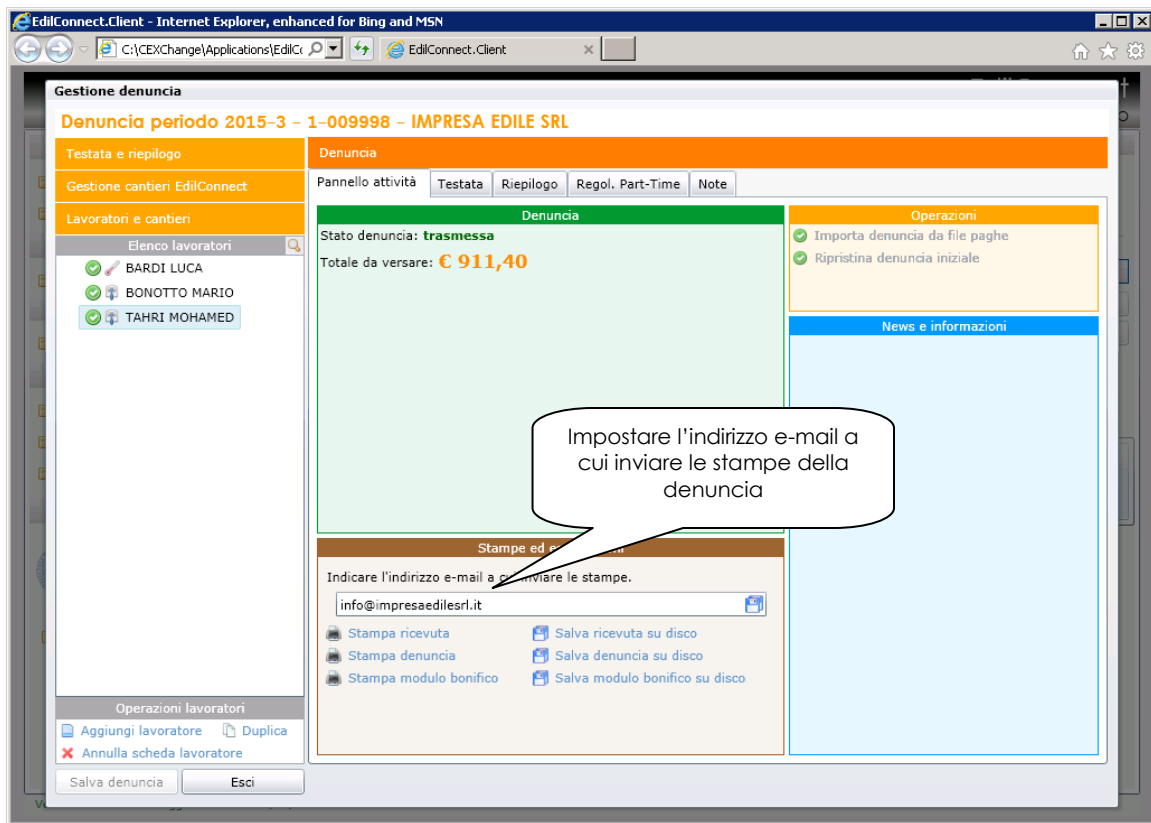 EdilConnect.Client - Internet Explorer, enhanced for Bing and MSN
C:\CEXChange\Applications\EdilCo
EdilConnect.Client
Gestione denuncia
Denuncia periodo 2015-3 - 1-009998 - IMPRESA EDILE SRL
Testata e riepilogo
Gestione cantieri EdilConnect
Lavoratori e cantieri
Elenco lavoratori
BARDI LUCA
BONOTTO MARIO
TAHRI MOHAMED
Operazioni lavoratori
Aggiungi lavoratore Duplica
Annulla scheda lavoratore
Salva denuncia Esci
Denuncia
Pannello attività Testata Riepilogo Regol. Part-Time Note
Denuncia
Stato denuncia: trasmessa
Totale da versare: € 911,40
Impostare l'indirizzo e-mail a
cui inviare le stampe della
denuncia
Stampe ed
Indicare l'indirizzo e-mail a cui inviare le stampe.
info@impresaedilesrl.it
Stampa ricevuta Salva ricevuta su disco
Stampa denuncia Salva denuncia su disco
Stampa modulo bonifico Salva modulo bonifico su disco
Operazioni
Importa denuncia da file paghe
Ripristina denuncia iniziale
News e informazioni